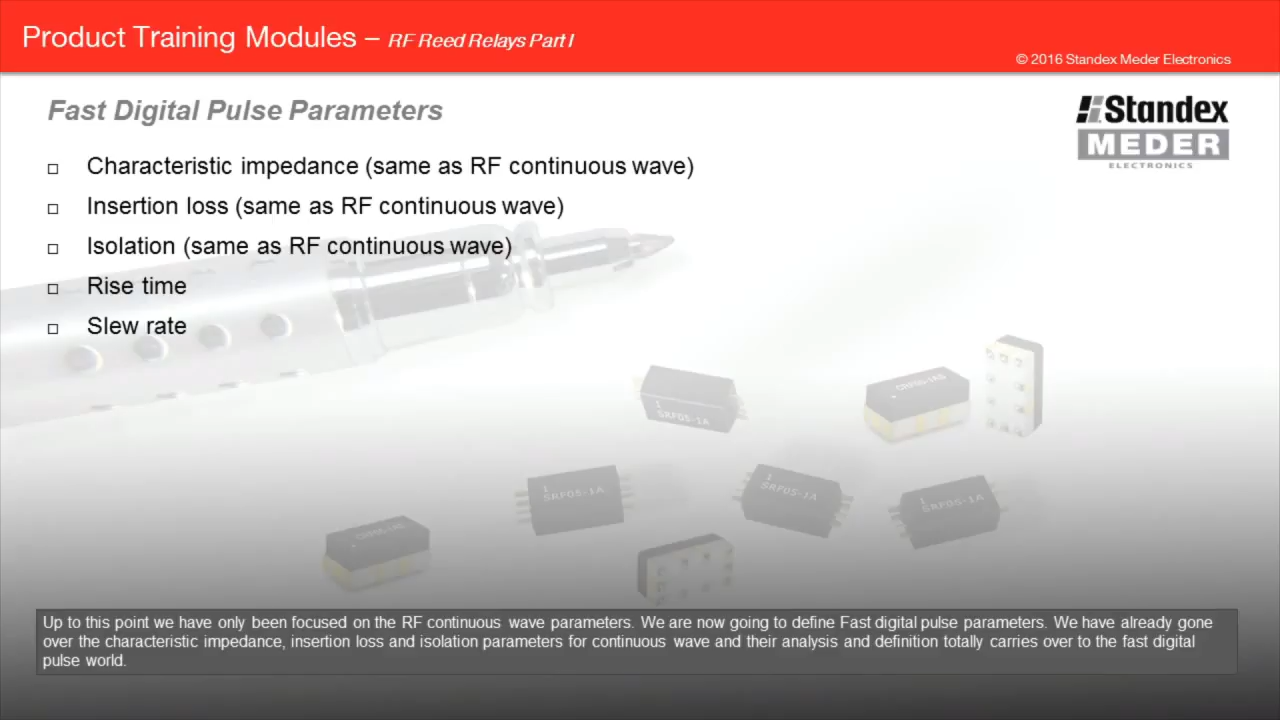 Product Training Modules – RF Reed Relays Part I
© 2016 Standex Meder Electronics
Fast Digital Pulse Parameters
Standex
MEDER
ELECTRONICS
□ Characteristic impedance (same as RF continuous wave)
□ Insertion loss (same as RF continuous wave)
□ Isolation (same as RF continuous wave)
□ Rise time
□ Slew rate
1
SRF05-1A
1
SRF05-1A
1
SRF05-1A
1
SRF05-1A
Up to this point we have only been focused on the RF continuous wave parameters. We are now going to define Fast digital pulse parameters. We have already gone
over the characteristic impedance, insertion loss and isolation parameters for continuous wave and their analysis and definition totally carries over to the fast digital
pulse world.